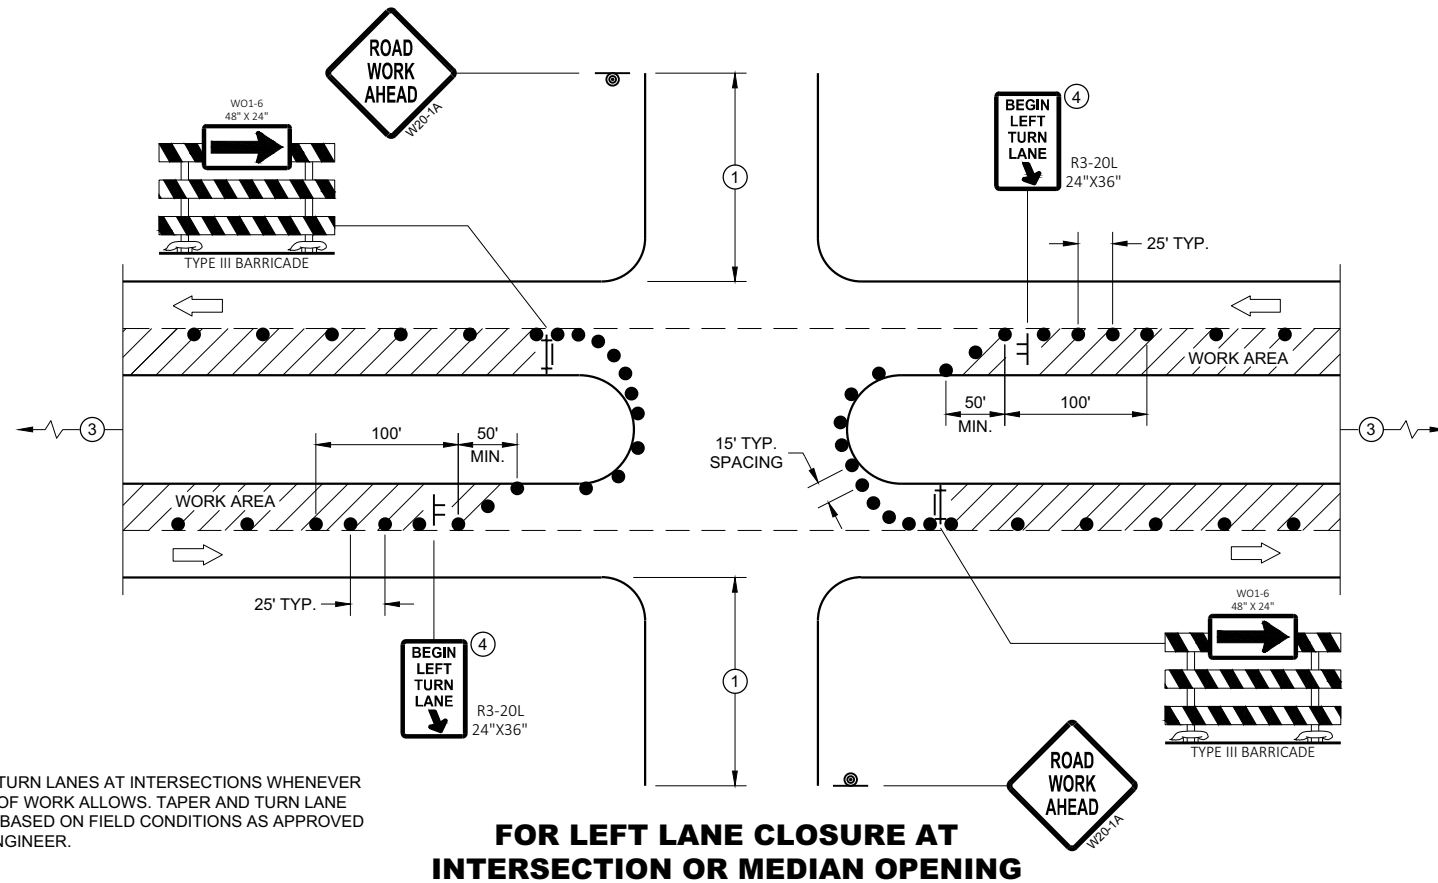 ROAD
WORK
AHEAD
W20-1A
WO1-6
48" X 24"
TYPE III BARRICADE
1
BEGIN
LEFT
TURN
LANE
4
R3-20L
24"X36"
25' TYP.
WORK AREA
50'
MIN.
100'
3
3
100'
50'
MIN.
15' TYP.
SPACING
WORK AREA
25' TYP.
BEGIN
LEFT
TURN
LANE
4
R3-20L
24"X36"
1
WO1-6
48" X 24"
TYPE III BARRICADE
ROAD
WORK
AHEAD
W20-1A
TURN LANES AT INTERSECTIONS WHENEVER
OF WORK ALLOWS. TAPER AND TURN LANE
BASED ON FIELD CONDITIONS AS APPROVED
NGINEER.
FOR LEFT LANE CLOSURE AT
INTERSECTION OR MEDIAN OPENING